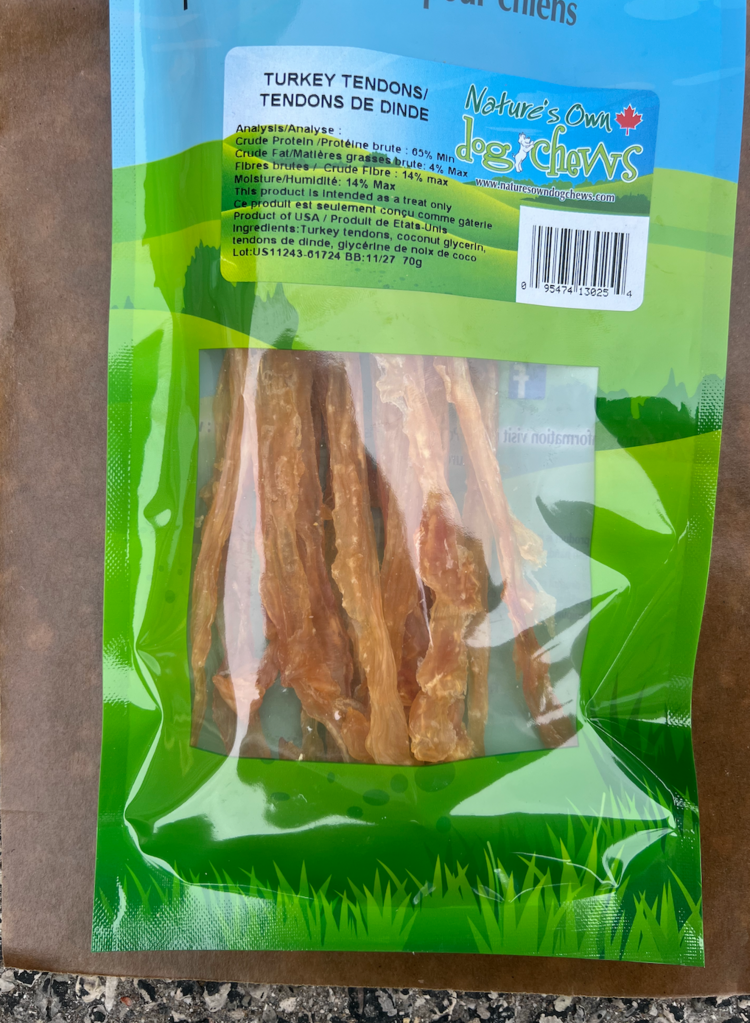 pour chiens
TURKEY TENDONS/
TENDONS DE DINDE
Nature's Own
dog chews
www.naturesowndogchews.com
Analysis/Analyse :
Crude Protein /Protéine brute : 65% Min
Crude Fat/Matières grasses brute: 4% Max
Fibres brutes / Crude Fibre : 14% max
Moisture/Humidité: 14% Max
This product is intended as a treat only
Ce produit est seulement conçu comme gâterie
Product of USA / Produit de Etats-Unis
Ingredients:Turkey tendons, coconut glycerin,
tendons de dinde, glycérine de noix de coco
Lot:US11243-61724 BB:11/27 70g
0 95474 13025 4
f
formation visit